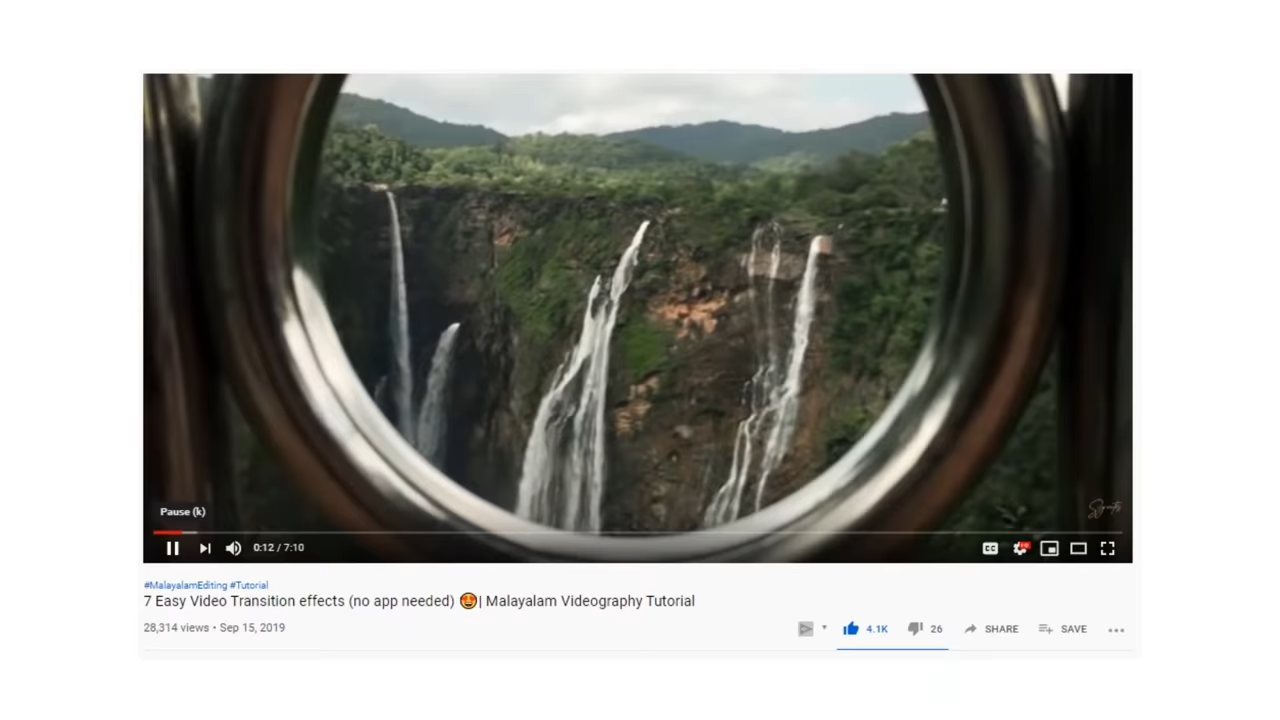 Pause (k)
0:12 / 7:10
CC
#MalayalamEditing #Tutorial
7 Easy Video Transition effects (no app needed) 🤩| Malayalam Videography Tutorial
28,314 views • Sep 15, 2019
4.1K 26 SHARE SAVE